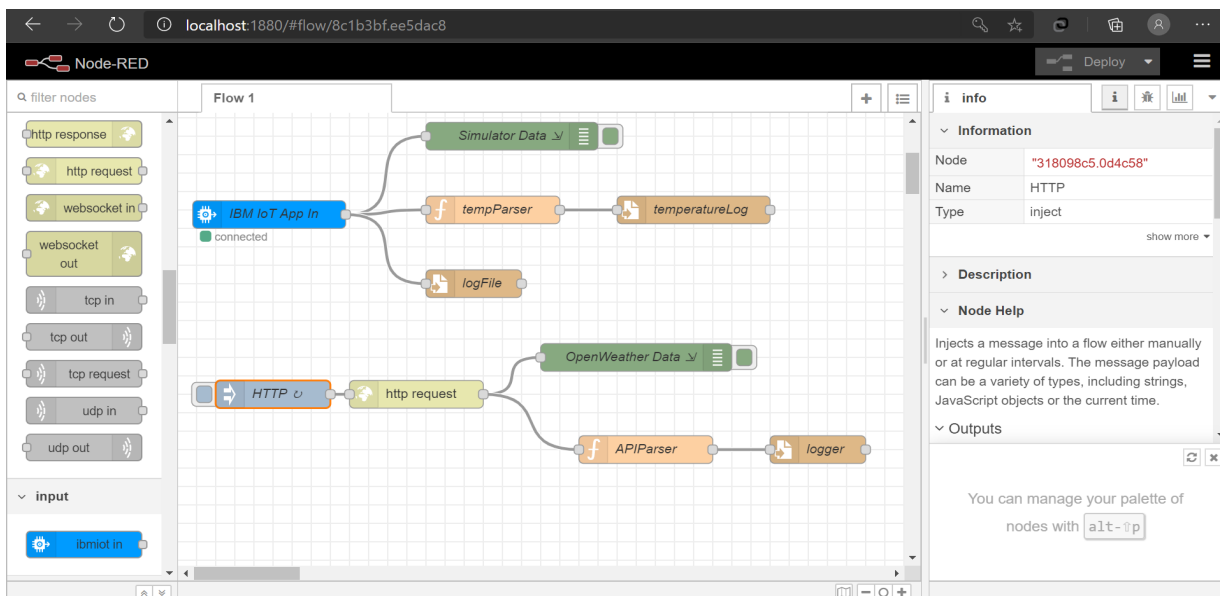 localhost:1880/#flow/8c1b3bf.ee5dac8
Node-RED
Deploy
filter nodes
http response
http request
websocket in
websocket
out
tcp in
tcp out
tcp request
udp in
udp out
input
ibmiot in
Flow 1
Simulator Data
IBM IoT App In
connected
tempParser
temperatureLog
logFile
OpenWeather Data
HTTP ↻
http request
APIParser
logger
i info
i
Information
Node "318098c5.0d4c58"
Name HTTP
Type inject
show more
Description
Node Help
Injects a message into a flow either manually
or at regular intervals. The message payload
can be a variety of types, including strings,
JavaScript objects or the current time.
Outputs
You can manage your palette of
nodes with alt-⇧p